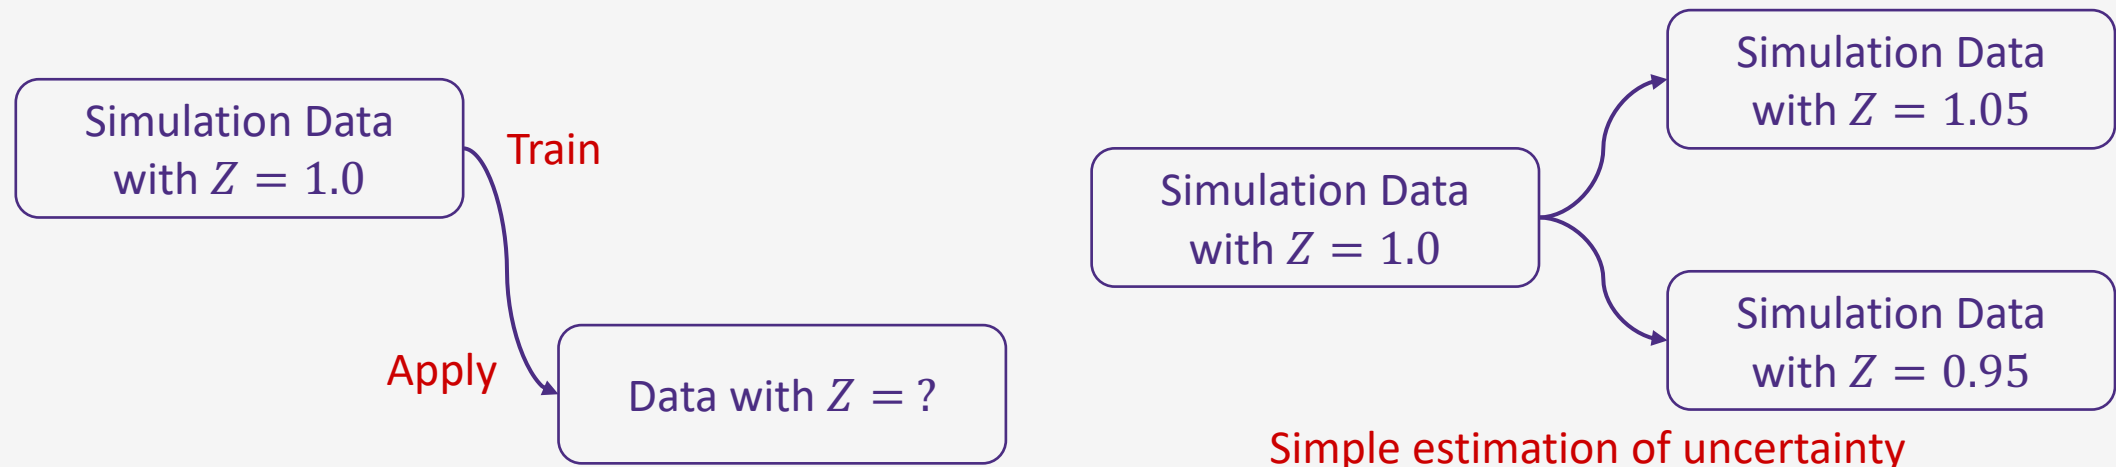 Simulation Data
with Z = 1.0
Train
Apply
Data with Z = ?
Simulation Data
with Z = 1.0
Simulation Data
with Z = 1.05
Simulation Data
with Z = 0.95
Simple estimation of uncertainty